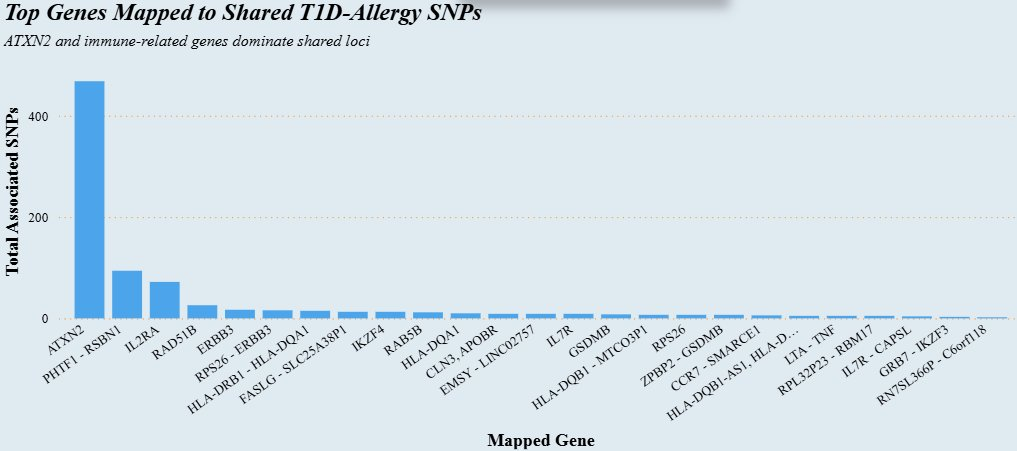 Top Genes Mapped to Shared T1D-Allergy SNPs
ATXN2 and immune-related genes dominate shared loci
Total Associated SNPs
400
200
0
ATXN2
PHTF1 - RSBN1
IL2RA
RAD51B
ERBB3
RPS26 - ERBB3
HLA-DRB1 - HLA-DQA1
FASLG - SLC25A38P1
IKZF4
RAB5B
HLA-DQA1
CLN3, APOBR
EMSY - LINC02757
IL7R
GSDMB
HLA-DQB1 - MTCO3P1
RPS26
ZPBP2 - GSDMB
CCR7 - SMARCE1
HLA-DQB1-AS1, HLA-D…
LTA - TNF
RPL32P23 - RBM17
IL7R - CAPSL
GRB7 - IKZF3
RN7SL366P - C6orf118
Mapped Gene